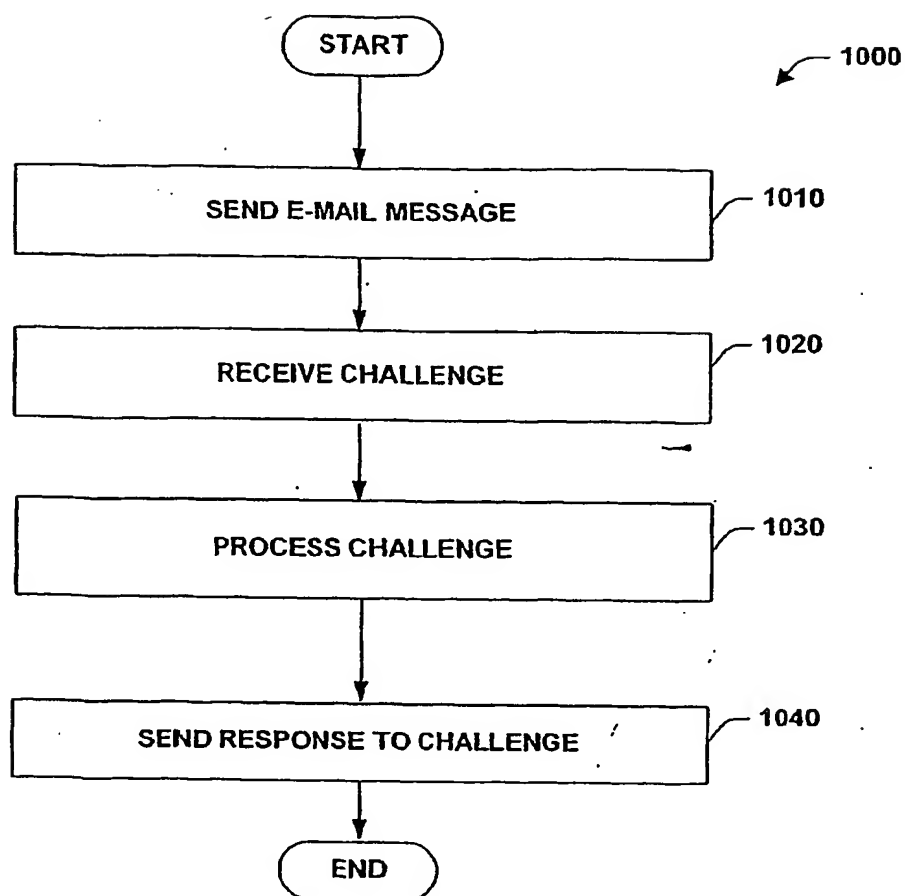 START
1000
SEND E-MAIL MESSAGE
1010
RECEIVE CHALLENGE
1020
PROCESS CHALLENGE
1030
SEND RESPONSE TO CHALLENGE
1040
END